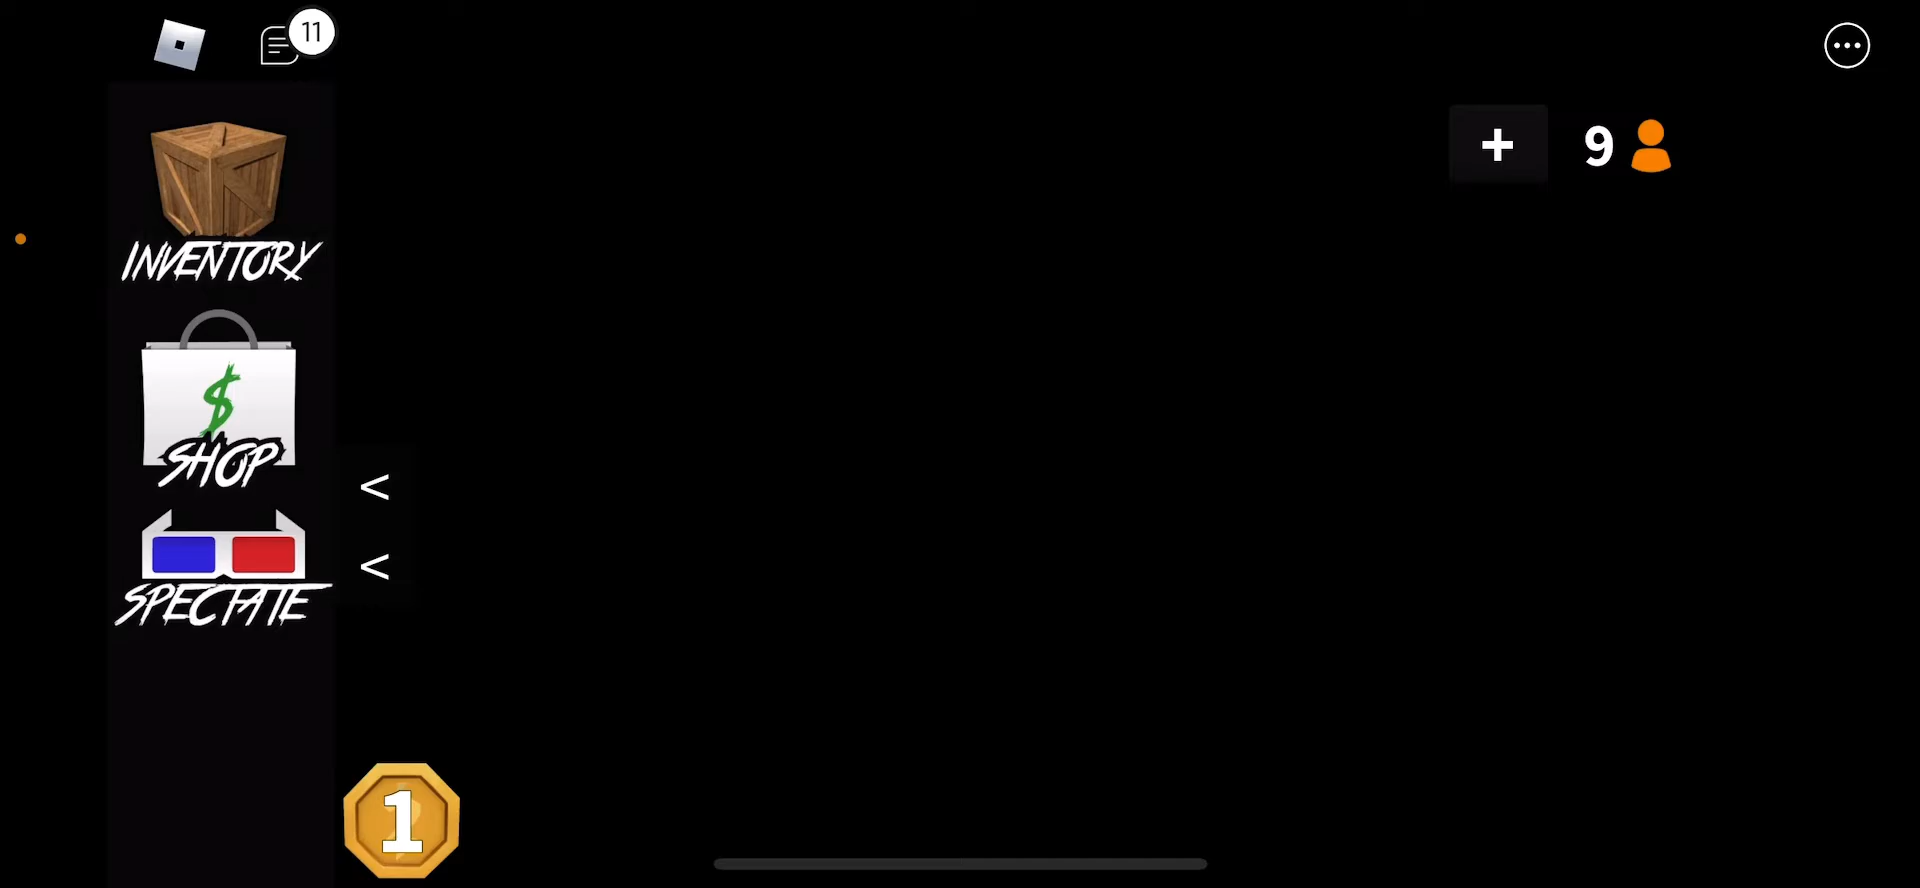 11
+ 9
INVENTORY
$
SHOP
<
<
SPECTATE
1